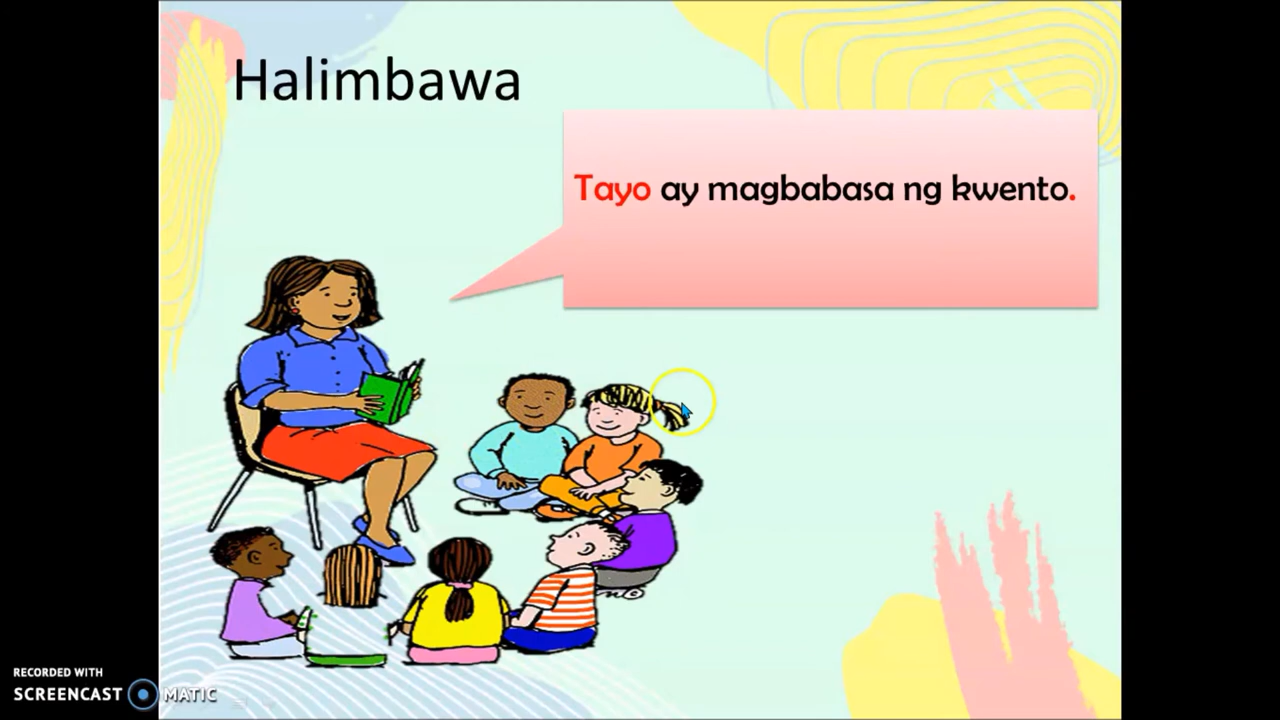 Halimbawa
Tayo ay magbabasa ng kwento.
RECORDED WITH
SCREENCAST MATIC